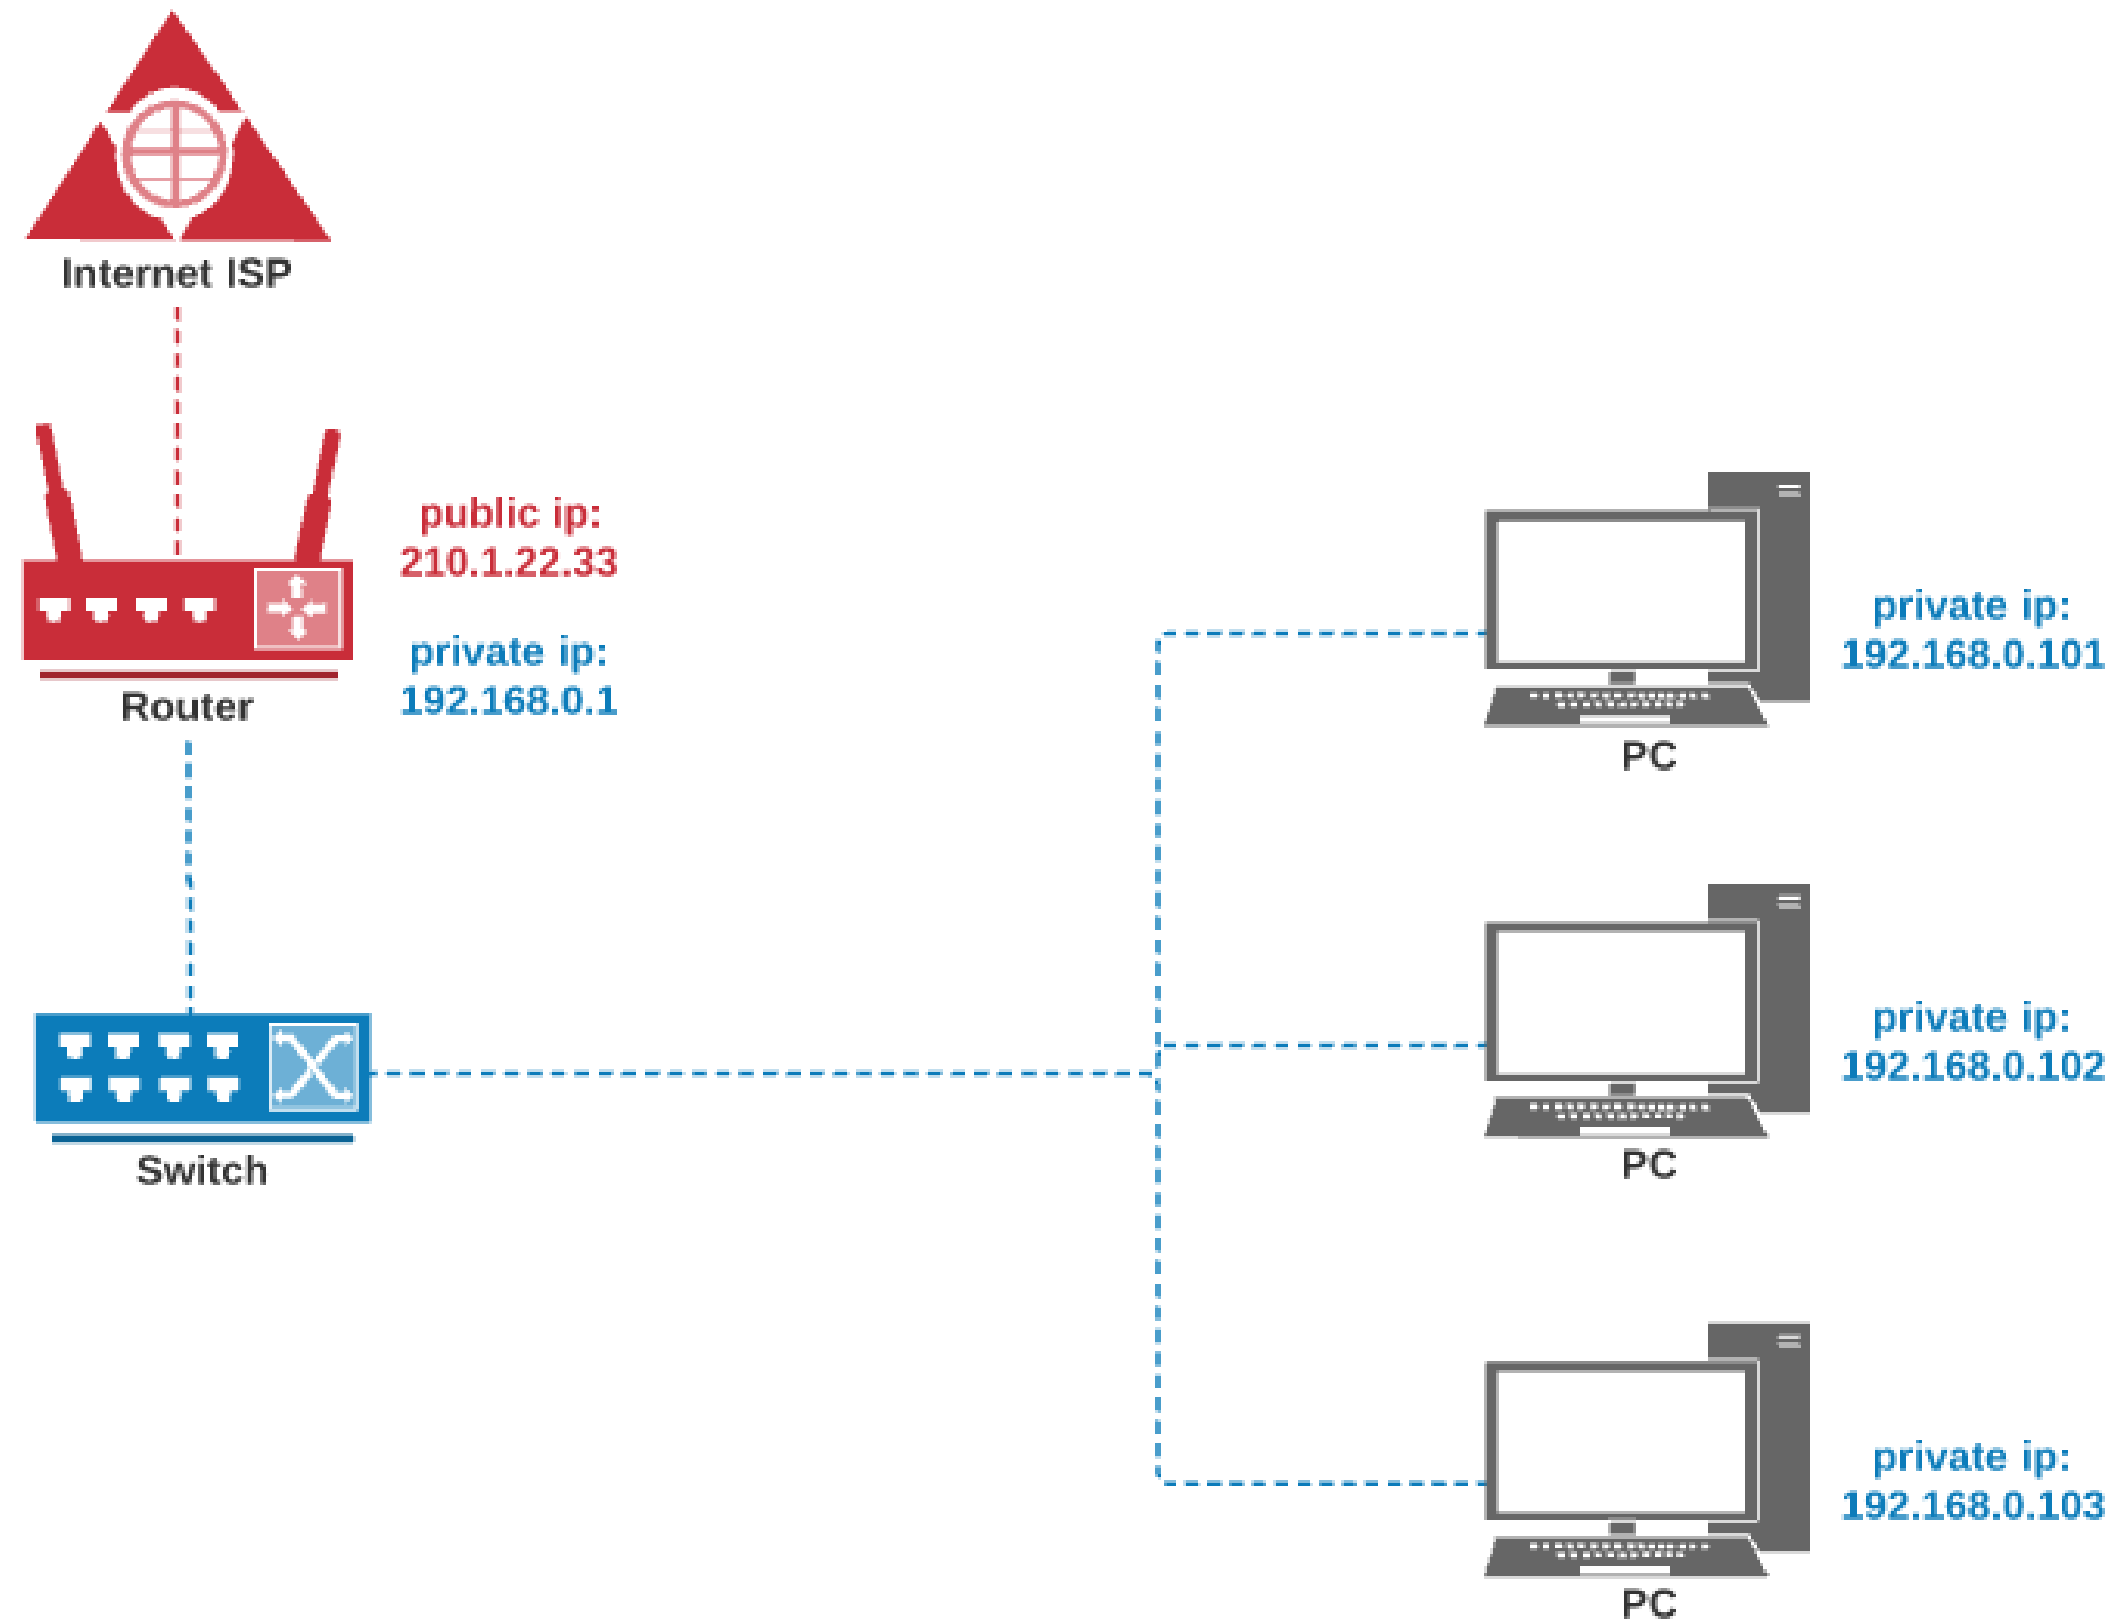 Internet ISP
public ip:
210.1.22.33
private ip:
192.168.0.1
Router
private ip:
192.168.0.101
PC
private ip:
192.168.0.102
PC
Switch
private ip:
192.168.0.103
PC